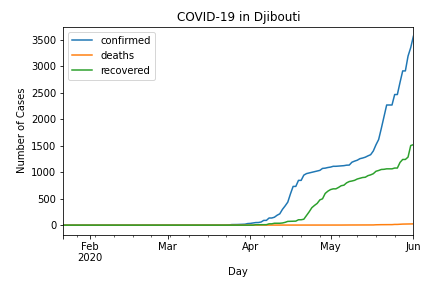 COVID-19 in Djibouti
confirmed
deaths
recovered
Number of Cases
3500
3000
2500
2000
1500
1000
500
0
Feb
2020
Mar
Apr
May
Jun
Day